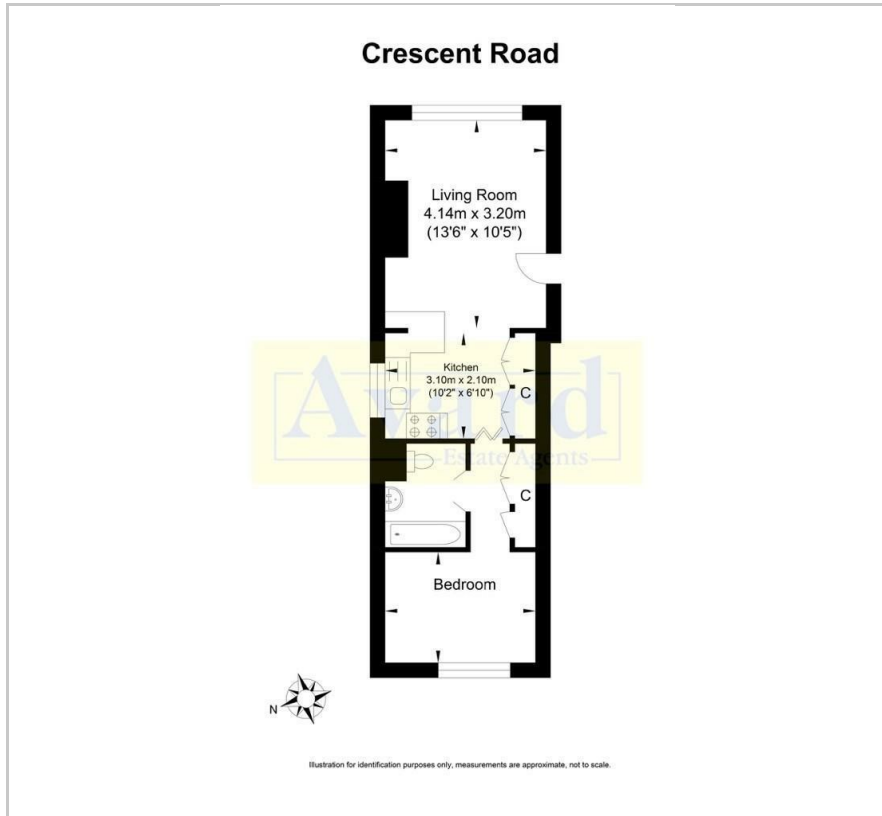 Crescent Road
Living Room
4.14m x 3.20m
(13'6" x 10'5")
Kitchen
3.10m x 2.10m
(10'2" x 6'10")
C
Avard
Estate Agents
C
Bedroom
N
Illustration for identification purposes only, measurements are approximate, not to scale.